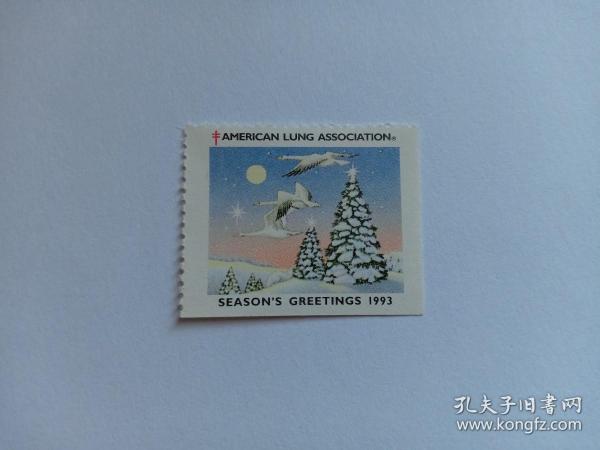 AMERICAN LUNG ASSOCIATION®
SEASON'S GREETINGS 1993
孔夫子旧书网
www.kongfz.com